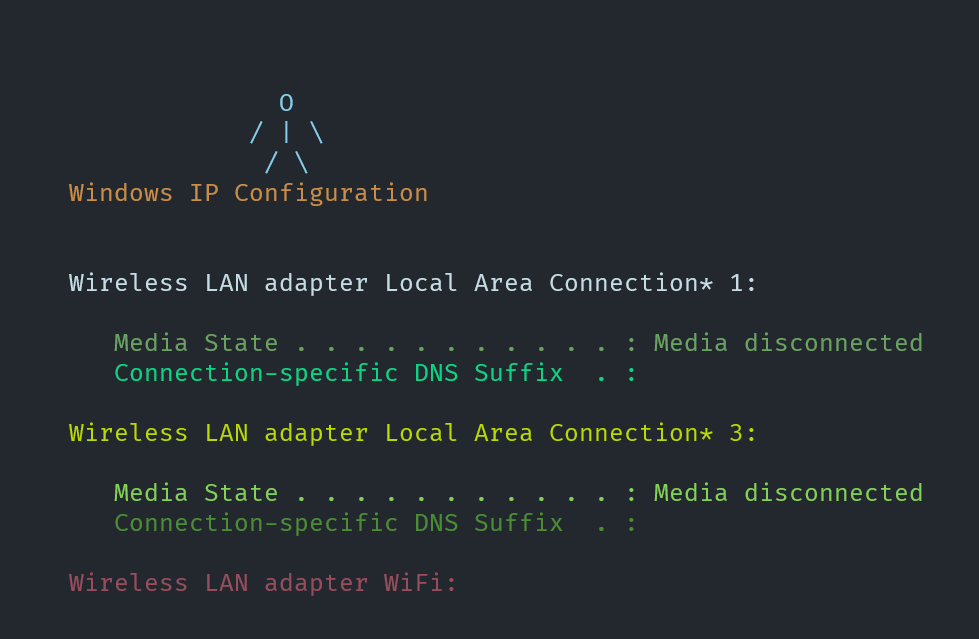 O
/ | \
/ \
Windows IP Configuration
Wireless LAN adapter Local Area Connection* 1:
Media State . . . . . . . . . . . : Media disconnected
Connection-specific DNS Suffix  . :
Wireless LAN adapter Local Area Connection* 3:
Media State . . . . . . . . . . . : Media disconnected
Connection-specific DNS Suffix  . :
Wireless LAN adapter WiFi: